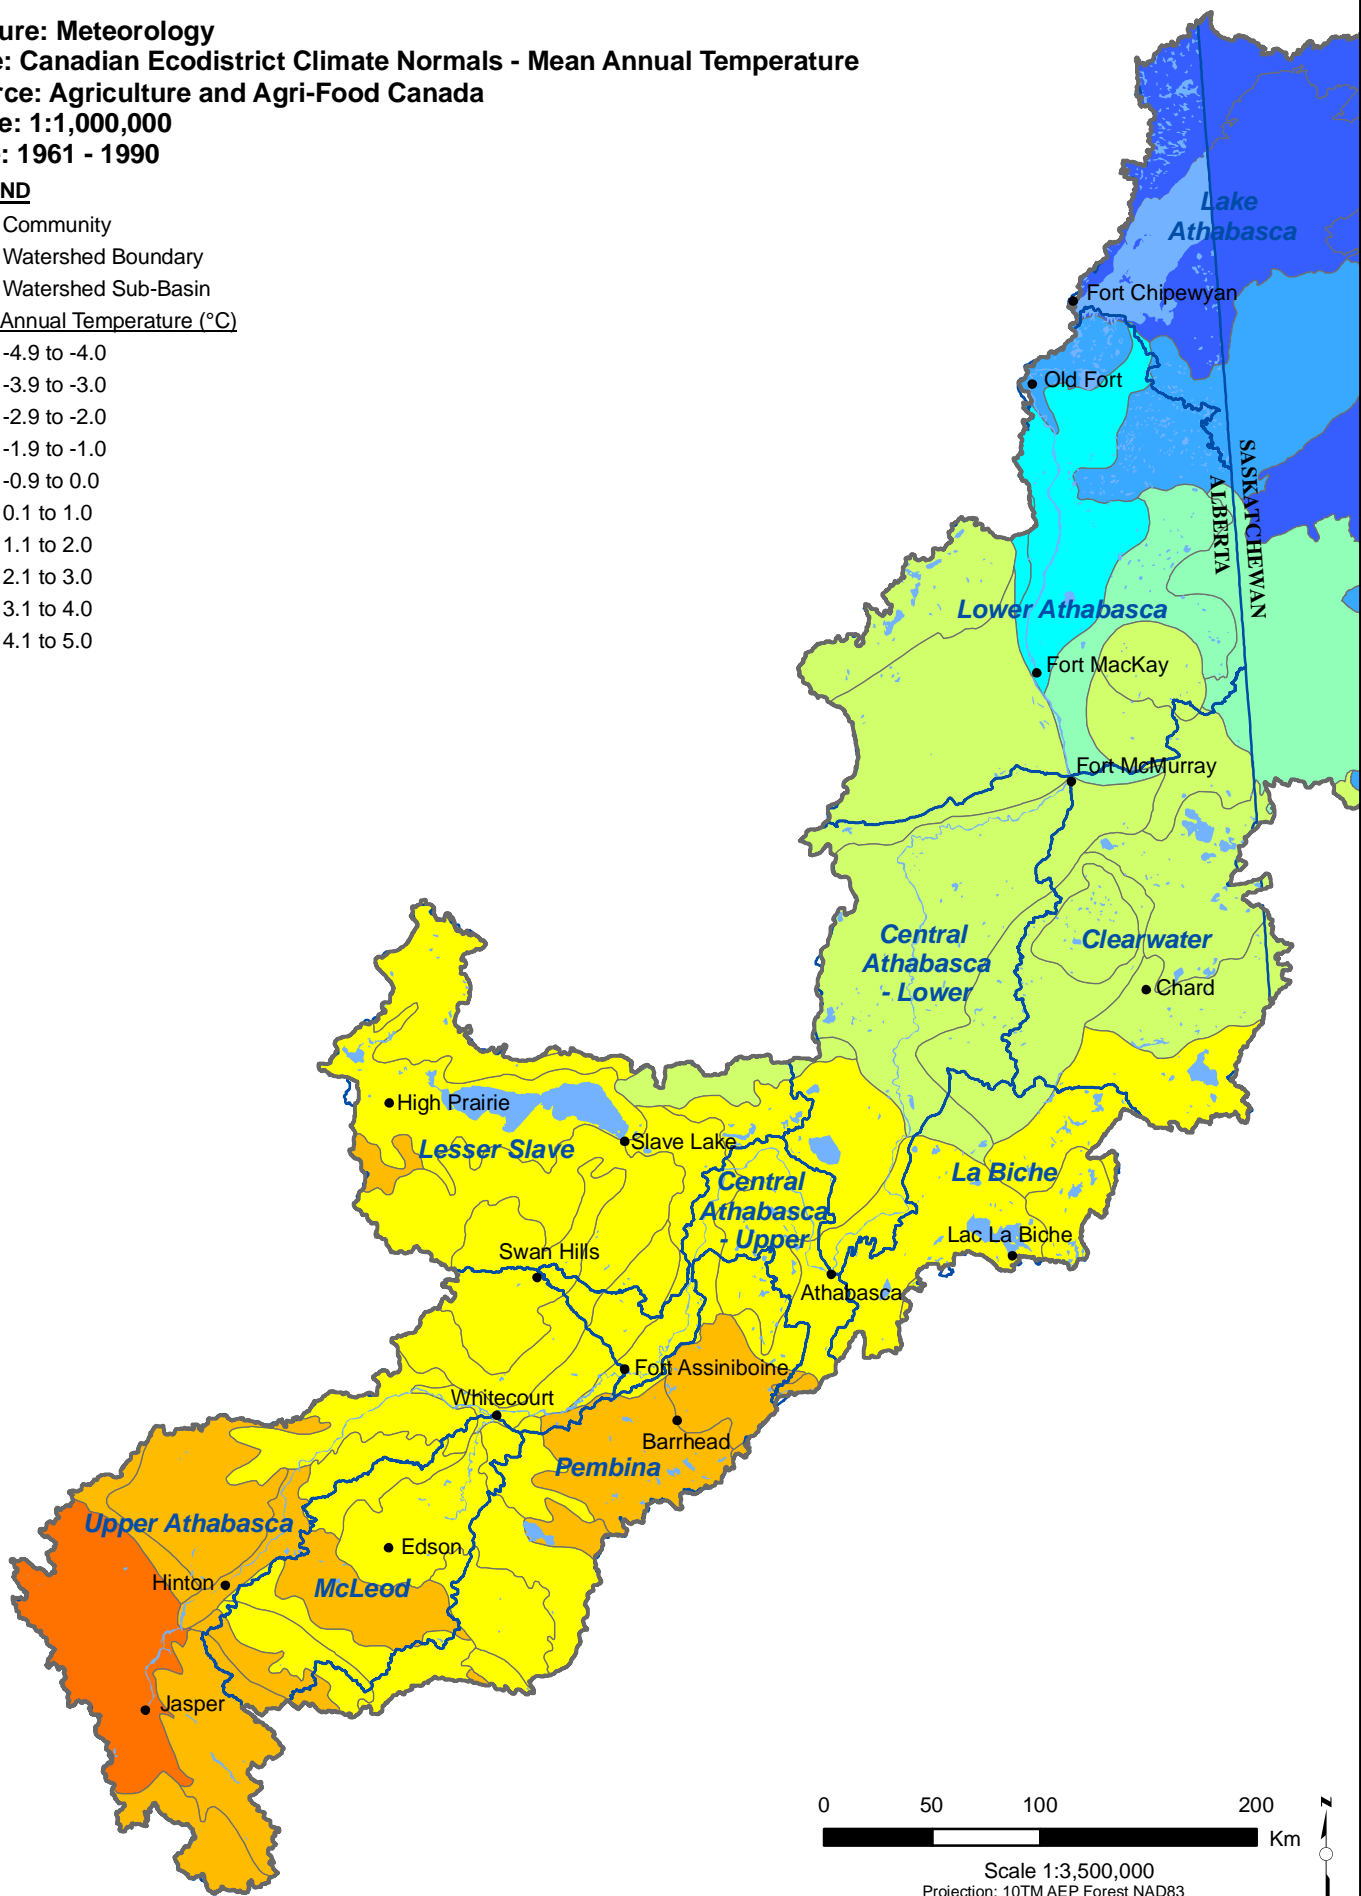 ure: Meteorology
e: Canadian Ecodistrict Climate Normals - Mean Annual Temperature
rce: Agriculture and Agri-Food Canada
e: 1:1,000,000
: 1961 - 1990
ND
Community
Watershed Boundary
Watershed Sub-Basin
Annual Temperature (°C)
-4.9 to -4.0
-3.9 to -3.0
-2.9 to -2.0
-1.9 to -1.0
-0.9 to 0.0
0.1 to 1.0
1.1 to 2.0
2.1 to 3.0
3.1 to 4.0
4.1 to 5.0
Lake
Athabasca
Fort Chipewyan
Old Fort
SASKATCHEWAN
ALBERTA
Lower Athabasca
Fort MacKay
Fort McMurray
Central
Athabasca
- Lower
Clearwater
Chard
High Prairie
Lesser Slave
Slave Lake
Central
Athabasca
- Upper
La Biche
Lac La Biche
Swan Hills
Athabasca
Fort Assiniboine
Whitecourt
Barrhead
Pembina
Upper Athabasca
Edson
Hinton
McLeod
Jasper
0 50 100 200
Km
N
Scale 1:3,500,000
Projection: 10TM AEP Forest NAD83